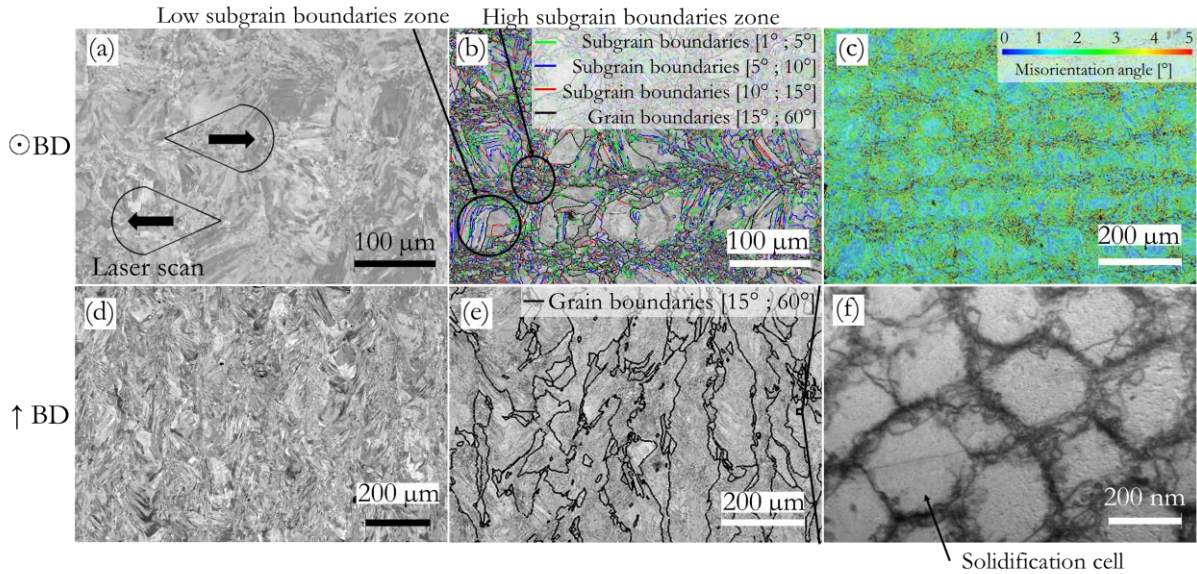 Low subgrain boundaries zone
High subgrain boundaries zone
(a)
⊙BD
Laser scan
100 µm
(b)
Subgrain boundaries [1° ; 5°]
Subgrain boundaries [5° ; 10°]
Subgrain boundaries [10° ; 15°]
Grain boundaries [15° ; 60°]
100 µm
(c)
0 1 2 3 4 5
Misorientation angle [°]
200 µm
(d)
↑ BD
200 µm
(e)
Grain boundaries [15° ; 60°]
200 µm
(f)
200 nm
Solidification cell